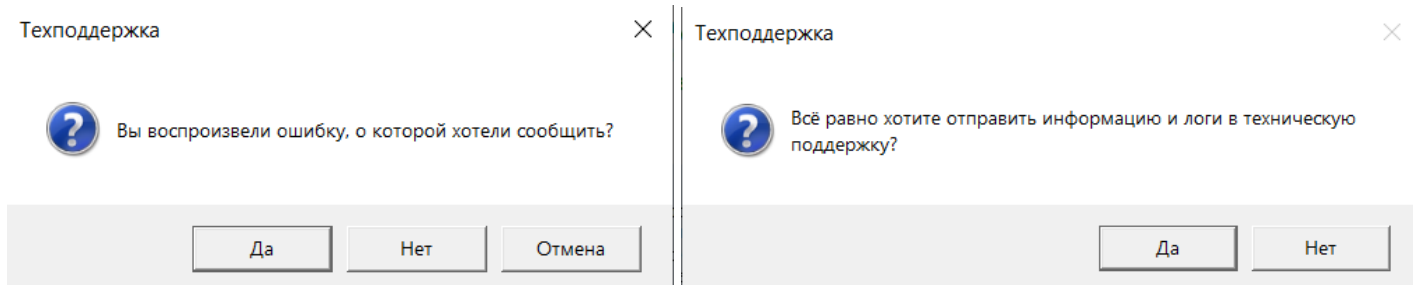 Техподдержка
Вы воспроизвели ошибку, о которой хотели сообщить?
Да
Нет
Отмена
Техподдержка
Всё равно хотите отправить информацию и логи в техническую
поддержку?
Да
Нет